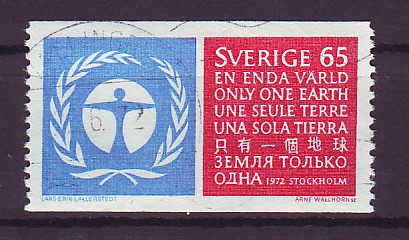 SVERIGE 65
EN ENDA VÄRLD
ONLY ONE EARTH
UNE SEULE TERRE
UNA SOLA TIERRA
只有一個地球
ЗЕМЛЯ ТОЛЬКО
ОДНА 1972 STOCKHOLM
LARS-ERIK LALLERSTEDT
ARNE WALLHORN SC